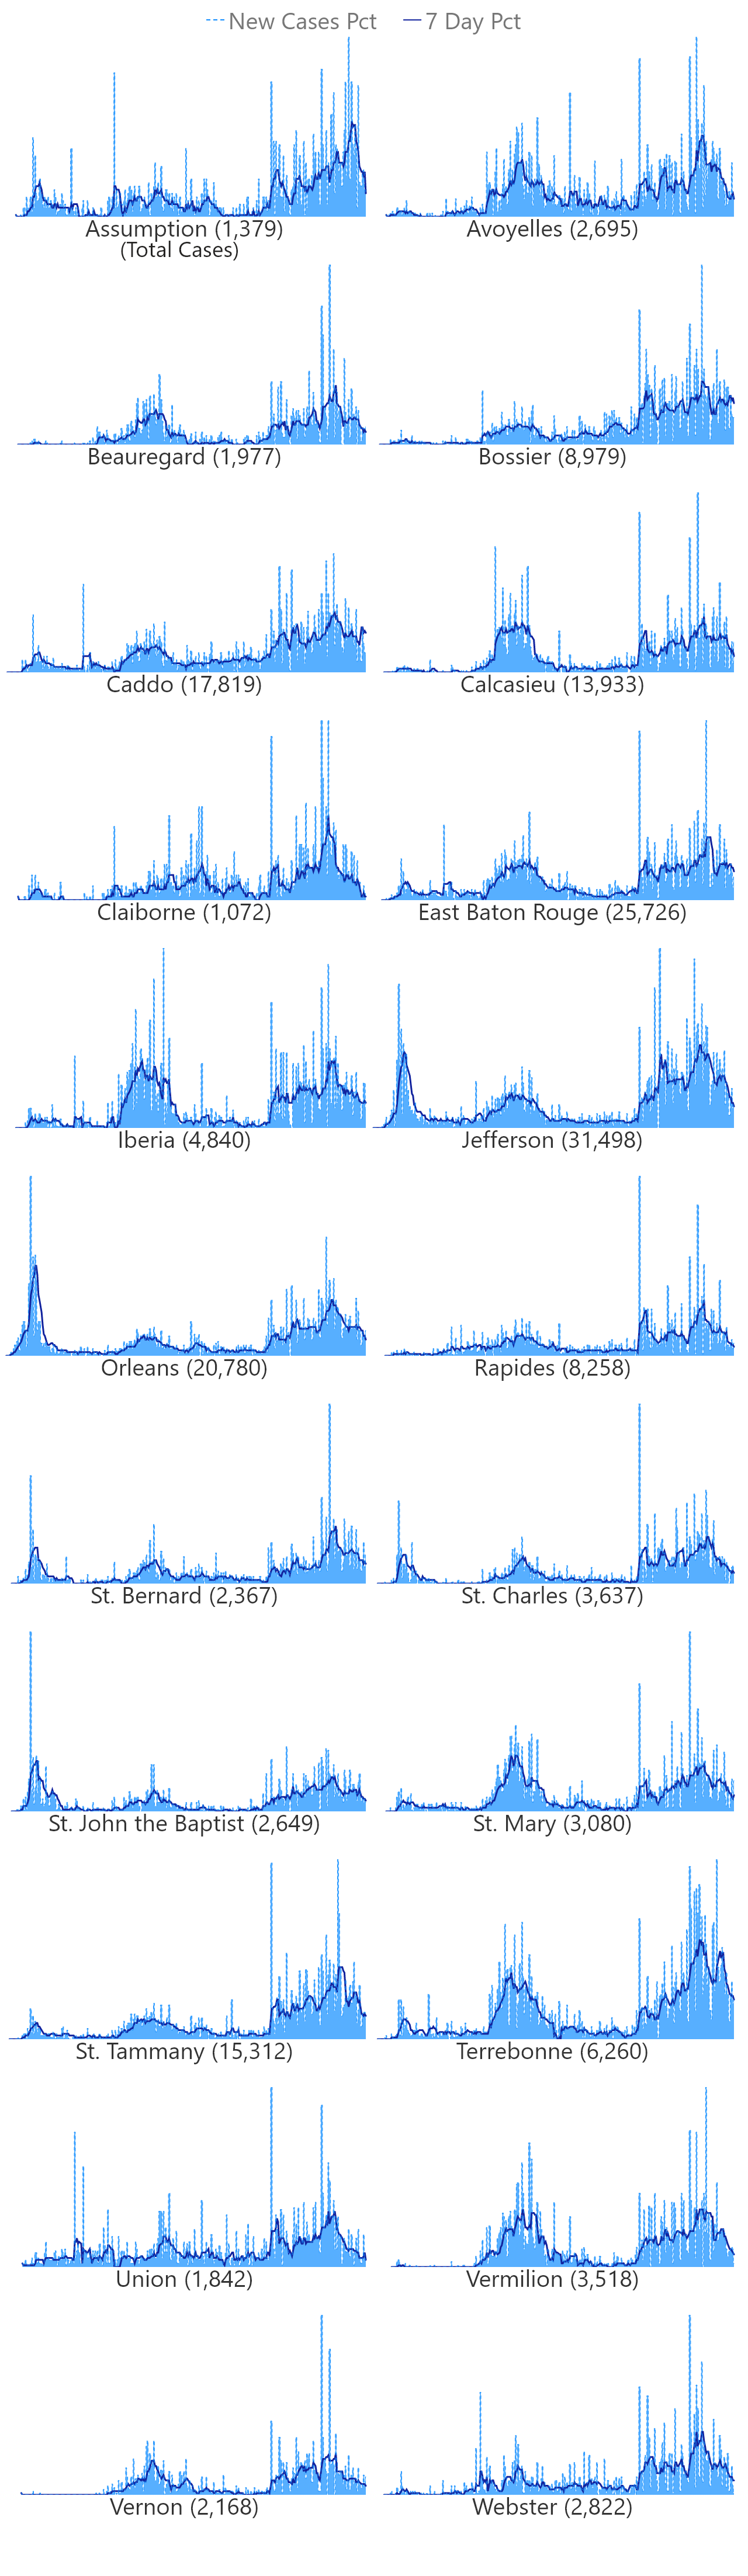 New Cases Pct 7 Day Pct
Assumption (1,379) Avoyelles (2,695)
(Total Cases)
Beauregard (1,977) Bossier (8,979)
Caddo (17,819) Calcasieu (13,933)
Claiborne (1,072) East Baton Rouge (25,726)
Iberia (4,840) Jefferson (31,498)
Orleans (20,780) Rapides (8,258)
St. Bernard (2,367) St. Charles (3,637)
St. John the Baptist (2,649) St. Mary (3,080)
St. Tammany (15,312) Terrebonne (6,260)
Union (1,842) Vermilion (3,518)
Vernon (2,168) Webster (2,822)